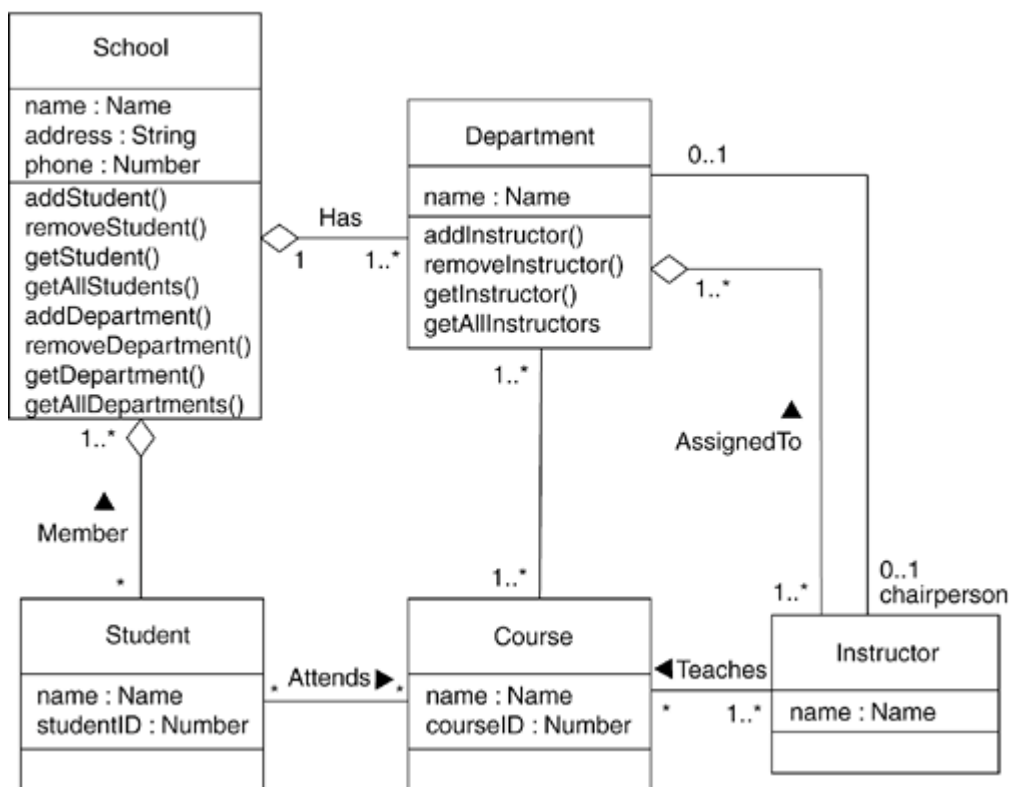 School
name : Name
address : String
phone : Number
addStudent()
removeStudent()
getStudent()
getAllStudents()
addDepartment()
removeDepartment()
getDepartment()
getAllDepartments()
Has
1
1..*
Department
name : Name
addInstructor()
removeInstructor()
getInstructor()
getAllInstructors
0..1
1..*
1..*
▲
AssignedTo
1..*
▲
Member
*
1..*
1..*
0..1
chairperson
Student
name : Name
studentID : Number
Attends▶
*
*
Course
name : Name
courseID : Number
◀Teaches
*
1..*
Instructor
name : Name